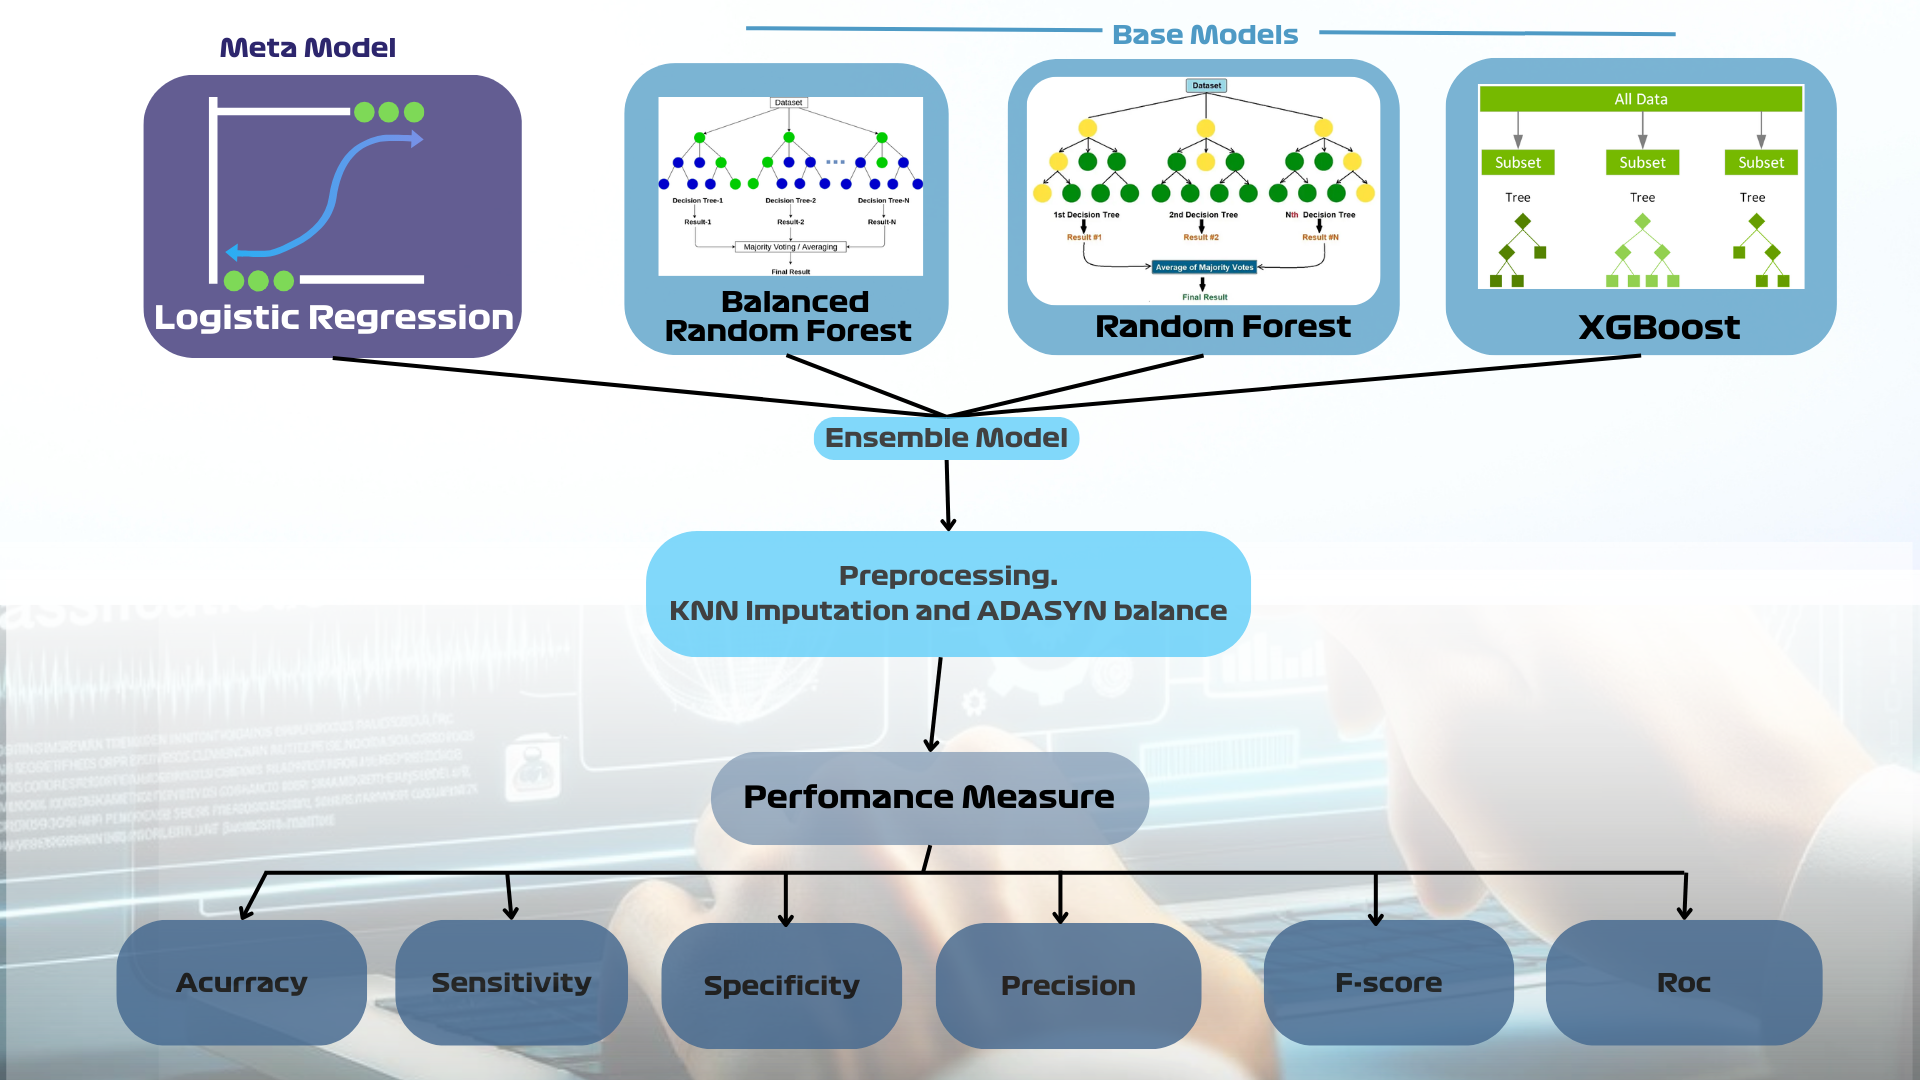 Meta Model
Base Models
Logistic Regression
Dataset
Decision Tree-1
Decision Tree-2
Decision Tree-N
Result-1
Result-2
Result-N
Majority Voting / Averaging
Final Result
Balanced
Random Forest
Dataset
1st Decision Tree
2nd Decision Tree
Nth Decision Tree
Result #1
Result #2
Result #N
Average of Majority Votes
Final Result
Random Forest
All Data
Subset
Subset
Subset
Tree
Tree
Tree
XGBoost
Ensemble Model
Preprocessing.
KNN Imputation and ADASYN balance
Perfomance Measure
Acurracy
Sensitivity
Specificity
Precision
F-score
Roc